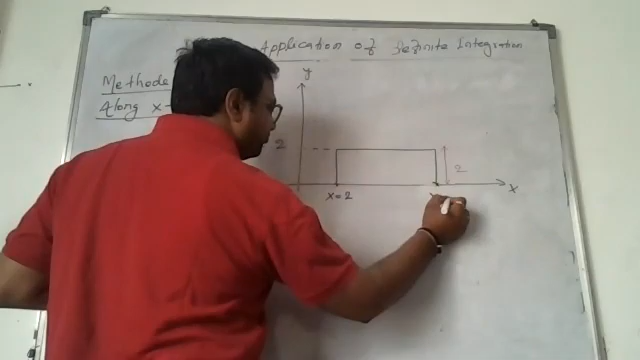 Application of Definite Integration
Methode
Along x-
y
2
2
x
x=2
x